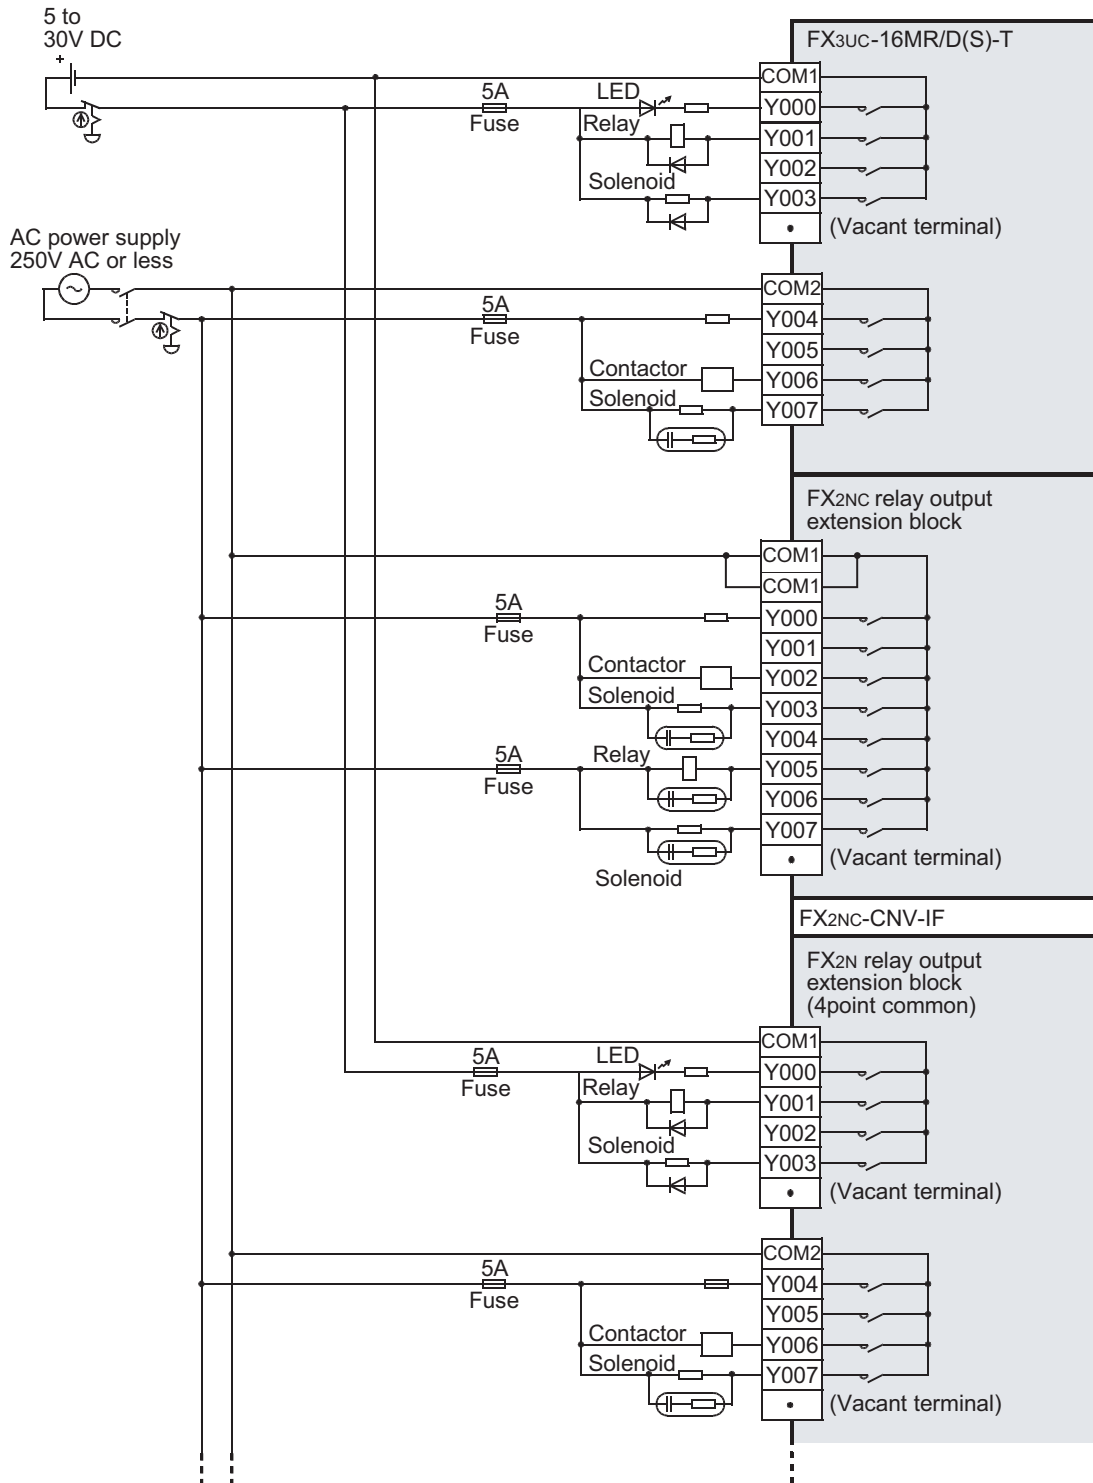 5 to
30V DC
+
FX3UC-16MR/D(S)-T
COM1
5A
LED
Y000
Fuse
Relay
Y001
Y002
Solenoid
Y003
(Vacant terminal)
AC power supply
250V AC or less
COM2
5A
Y004
Fuse
Y005
Contactor
Y006
Solenoid
Y007
FX2NC relay output
extension block
COM1
COM1
5A
Y000
Fuse
Y001
Contactor
Y002
Solenoid
Y003
Y004
5A
Relay
Y005
Fuse
Y006
Y007
(Vacant terminal)
Solenoid
FX2NC-CNV-IF
FX2N relay output
extension block
(4point common)
COM1
5A
LED
Y000
Fuse
Relay
Y001
Y002
Solenoid
Y003
(Vacant terminal)
COM2
5A
Y004
Fuse
Y005
Contactor
Y006
Solenoid
Y007
(Vacant terminal)